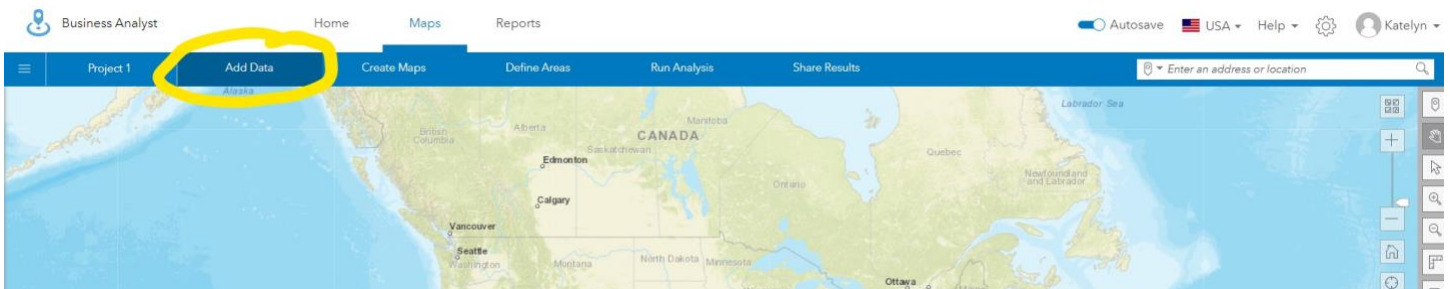 Business Analyst Home Maps Reports Autosave USA Help Katelyn
Project 1 Add Data Create Maps Define Areas Run Analysis Share Results Enter an address or location
Alaska
Labrador Sea
British
Columbia
Alberta
Manitoba
CANADA
Saskatchewan
Edmonton
Quebec
Newfoundland
and Labrador
Ontario
Calgary
Vancouver
Seattle
Washington
Montana
North Dakota
Minnesota
Ottawa